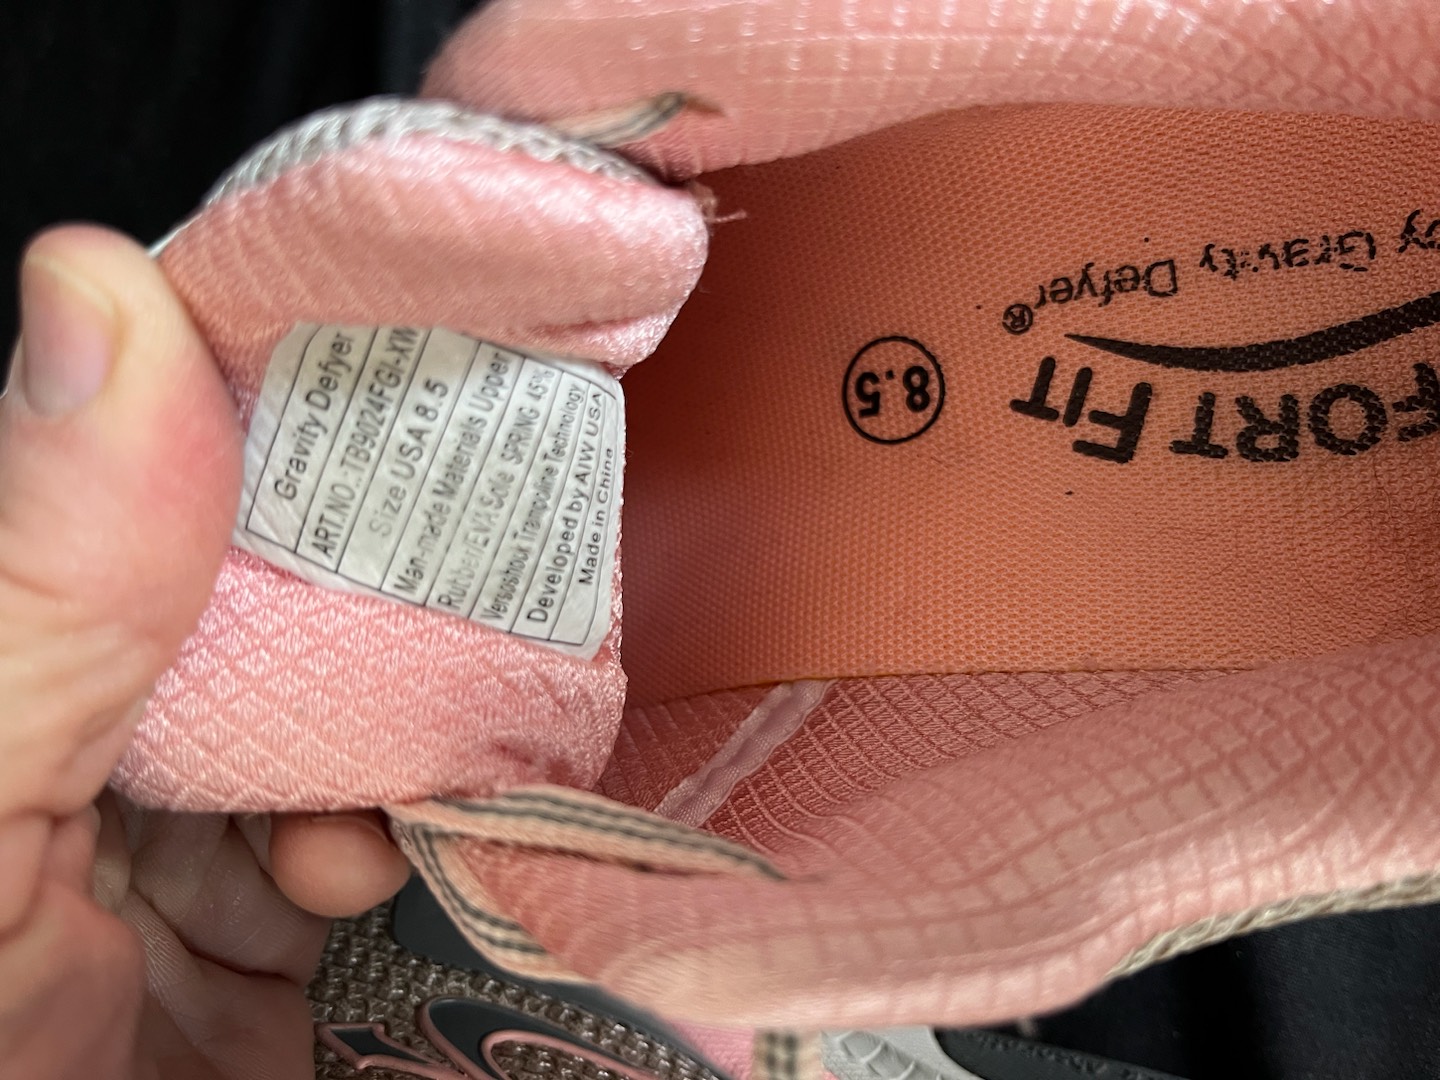 Gravity Defyer
ART.NO.:TB9024FGI-XW
Size USA 8.5
Man-made Materials Upper
Rubber/EVA Sole SPRING 45%
Versoshock Trampoline Technology
Developed by AIW USA
Made in China
FORT FIT
by Gravity Defyer®
8.5